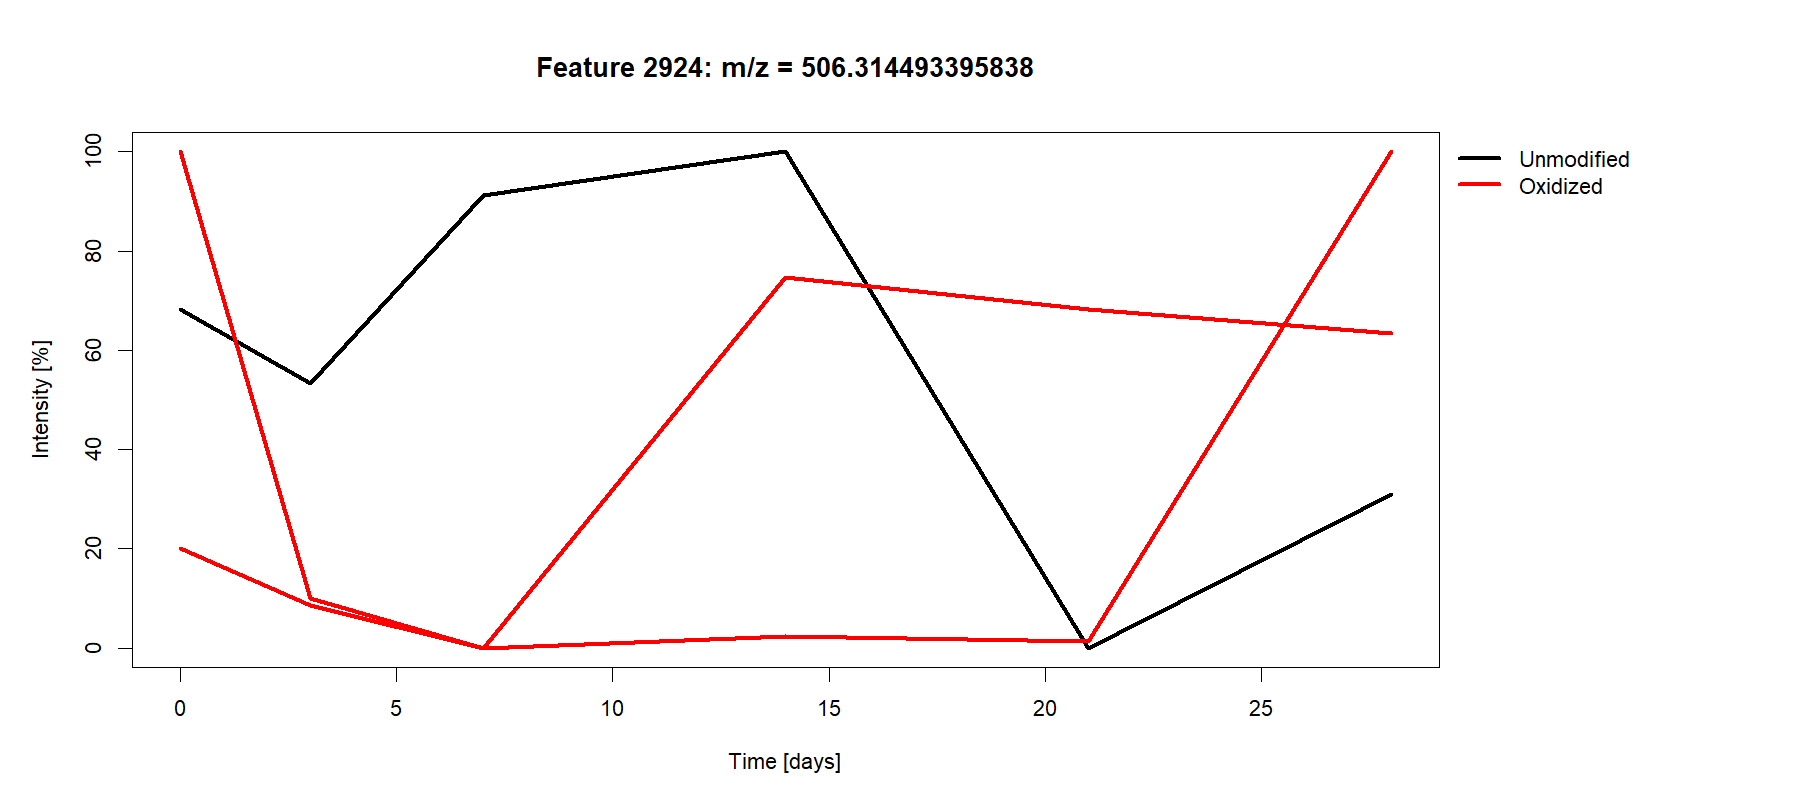 Feature 2924: m/z = 506.314493395838
Unmodified
Oxidized
Intensity [%]
100
80
60
40
20
0
0 5 10 15 20 25
Time [days]